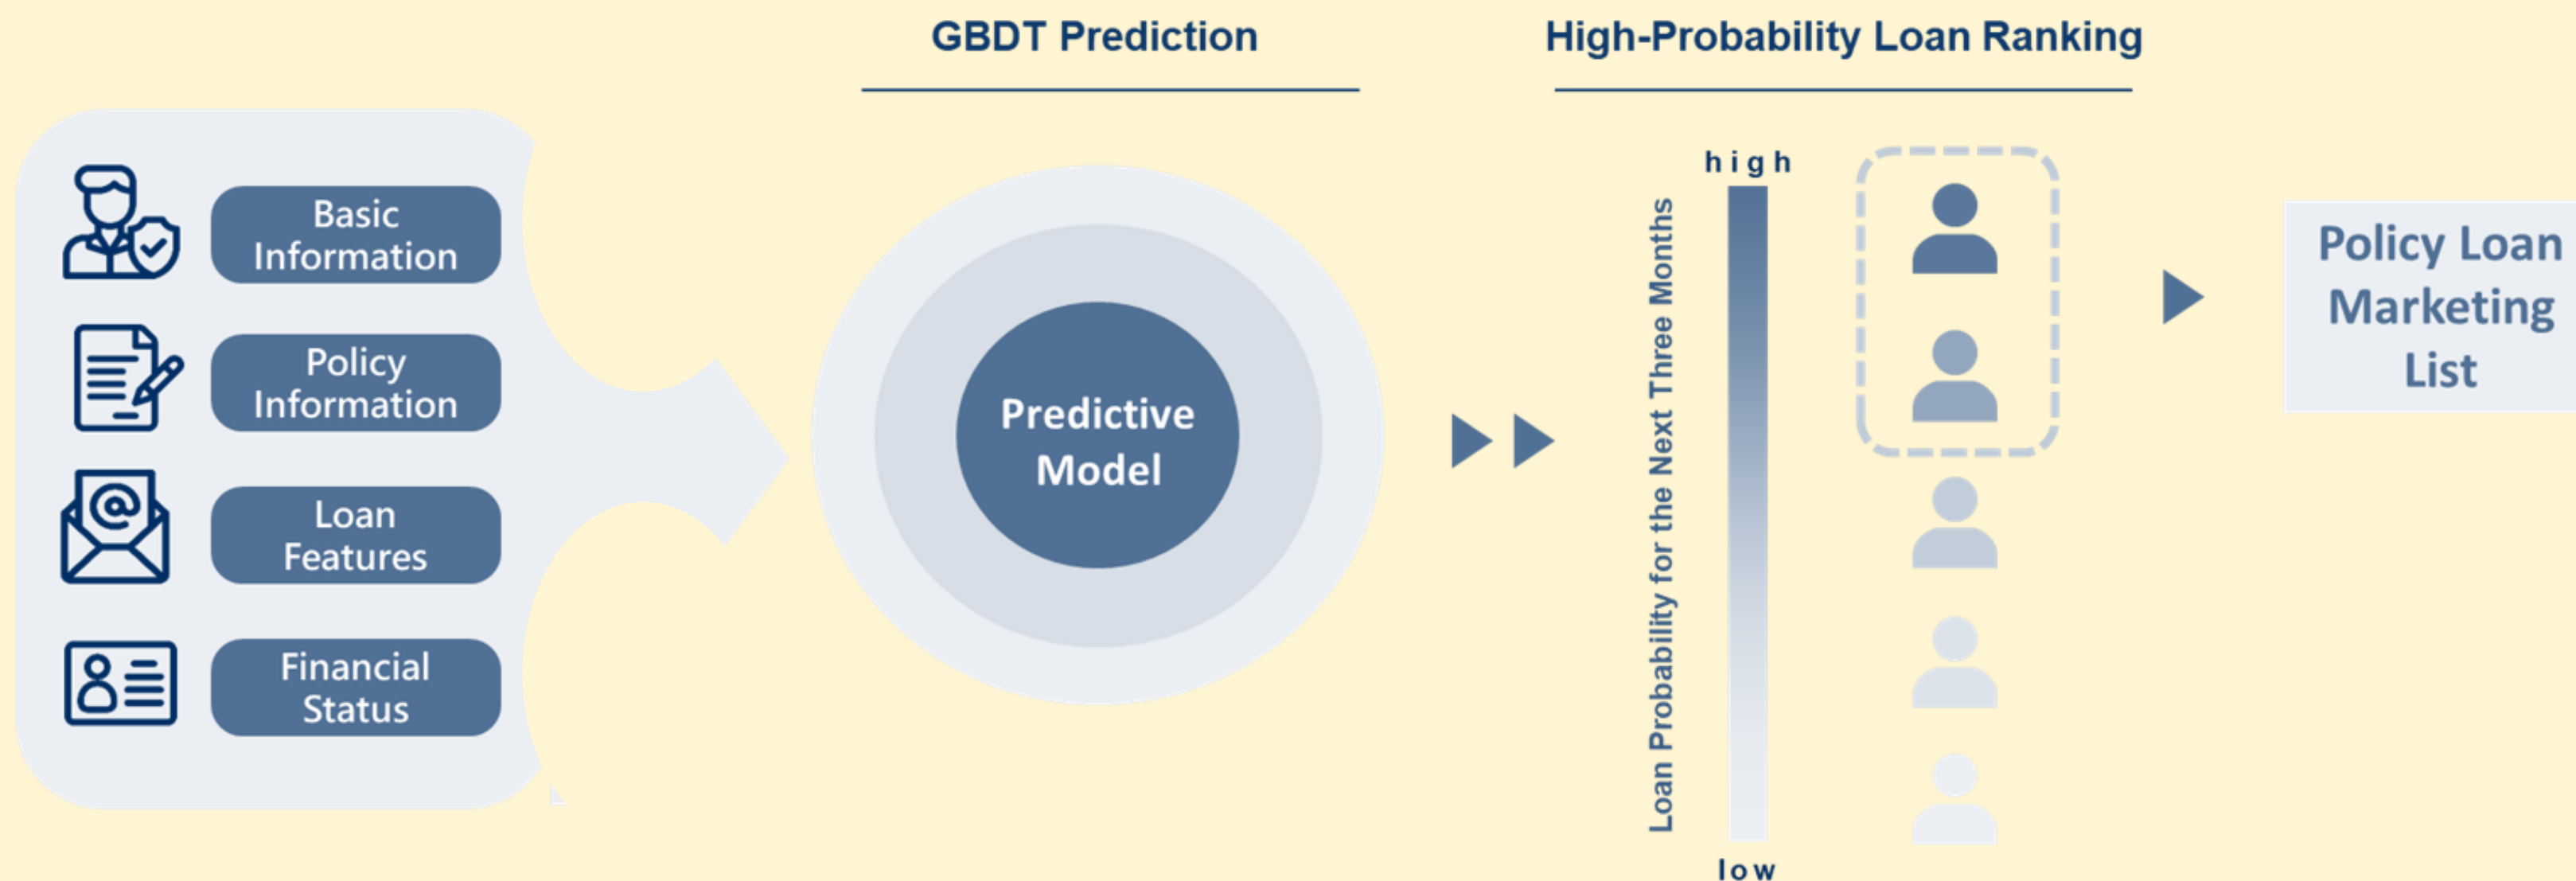 GBDT Prediction
High-Probability Loan Ranking
Basic
Information
Policy
Information
Loan
Features
Financial
Status
Predictive
Model
Loan Probability for the Next Three Months
high
low
Policy Loan
Marketing
List